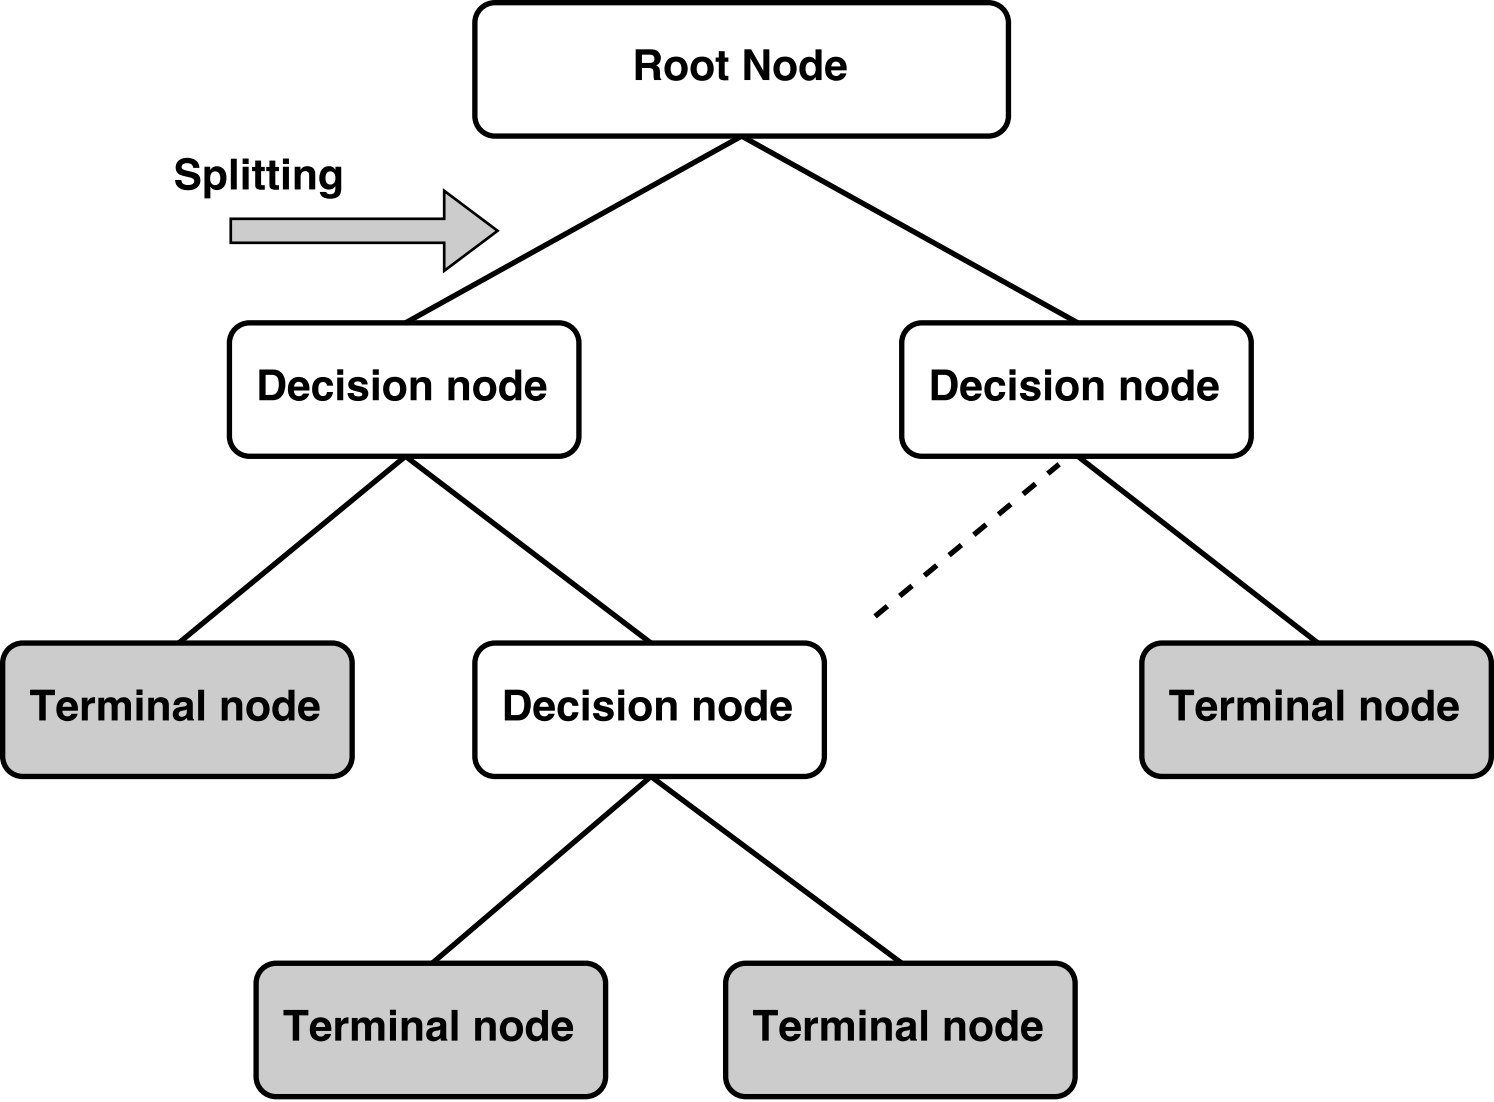 Root Node
Splitting
Decision node
Decision node
Terminal node
Decision node
Terminal node
Terminal node
Terminal node